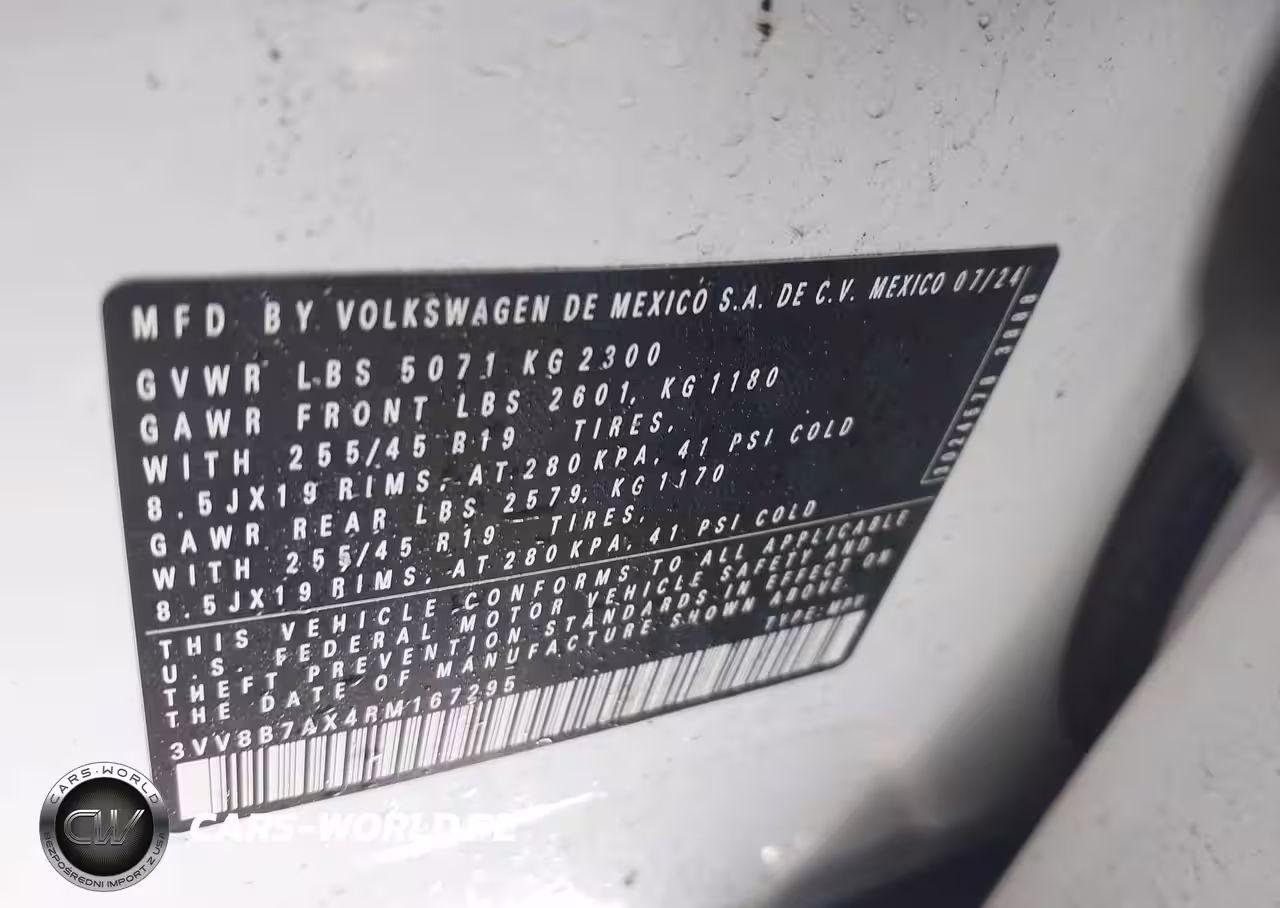 MFD BY VOLKSWAGEN DE MEXICO S.A. DE C.V. MEXICO 07/24
GVWR LBS 5071 KG 2300
GAWR FRONT LBS 2601, KG 1180
WITH 255/45 R19 TIRES,
8.5JX19 RIMS, AT 280 KPA, 41 PSI COLD
GAWR REAR LBS 2579, KG 1170
WITH 255/45 R19 TIRES,
8.5JX19 RIMS, AT 280 KPA, 41 PSI COLD
THIS VEHICLE CONFORMS TO ALL APPLICABLE
U.S. FEDERAL MOTOR VEHICLE SAFETY AND
THEFT PREVENTION STANDARDS IN EFFECT ON
THE DATE OF MANUFACTURE SHOWN ABOVE.
TYPE: MPV
3VV8B7AX4RM167295
CARS-WORLD
CW
BEZPOŚREDNI IMPORT Z USA
CARS-WORLD.PL